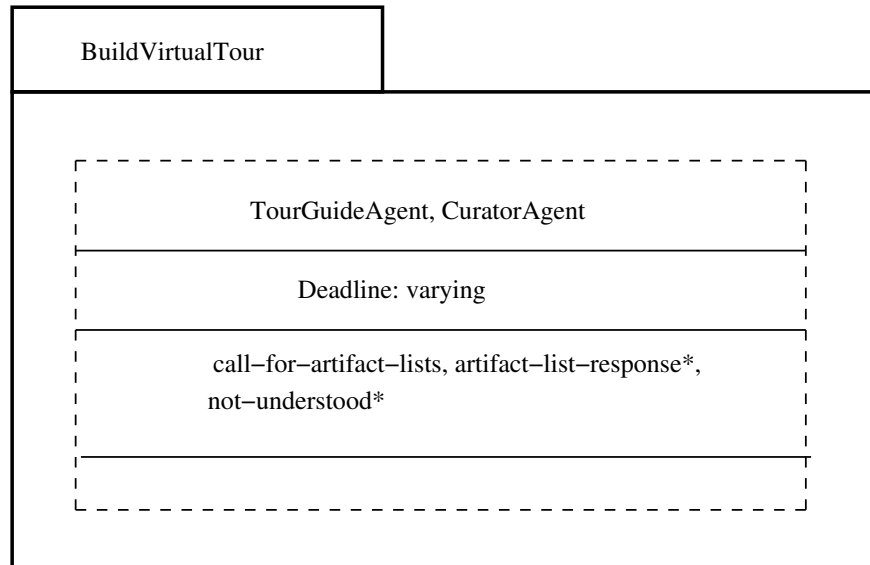 BuildVirtualTour
TourGuideAgent, CuratorAgent
Deadline: varying
call−for−artifact−lists, artifact−list−response*,
not−understood*